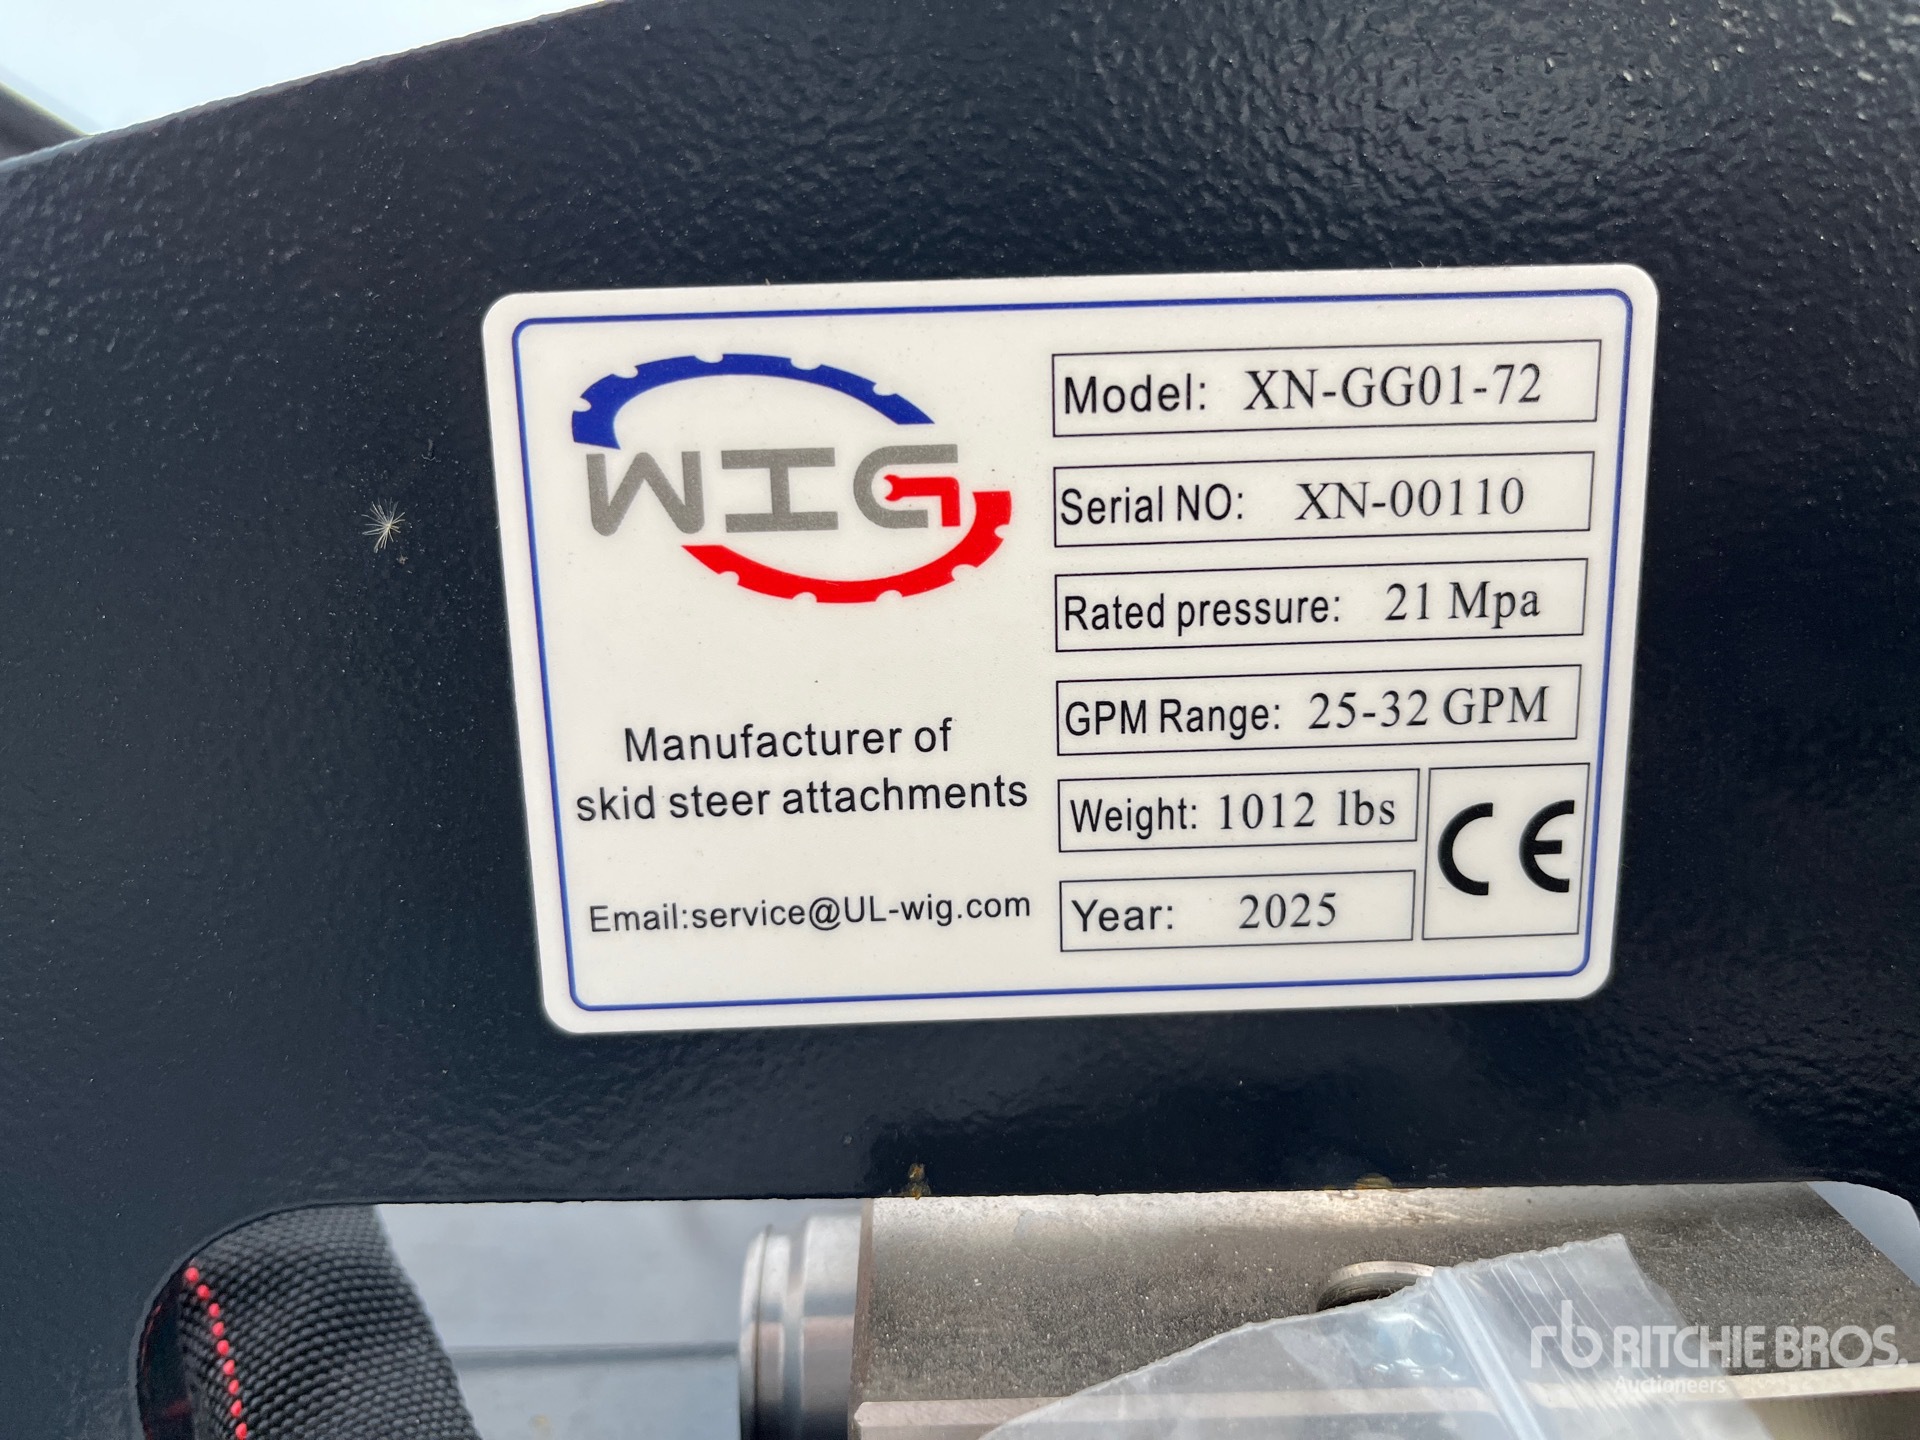 WIG
Manufacturer of
skid steer attachments
Email:service@UL-wig.com
Model: XN-GG01-72
Serial NO: XN-00110
Rated pressure: 21 Mpa
GPM Range: 25-32 GPM
Weight: 1012 lbs
Year: 2025
CE
rb RITCHIE BROS.
Auctioneers